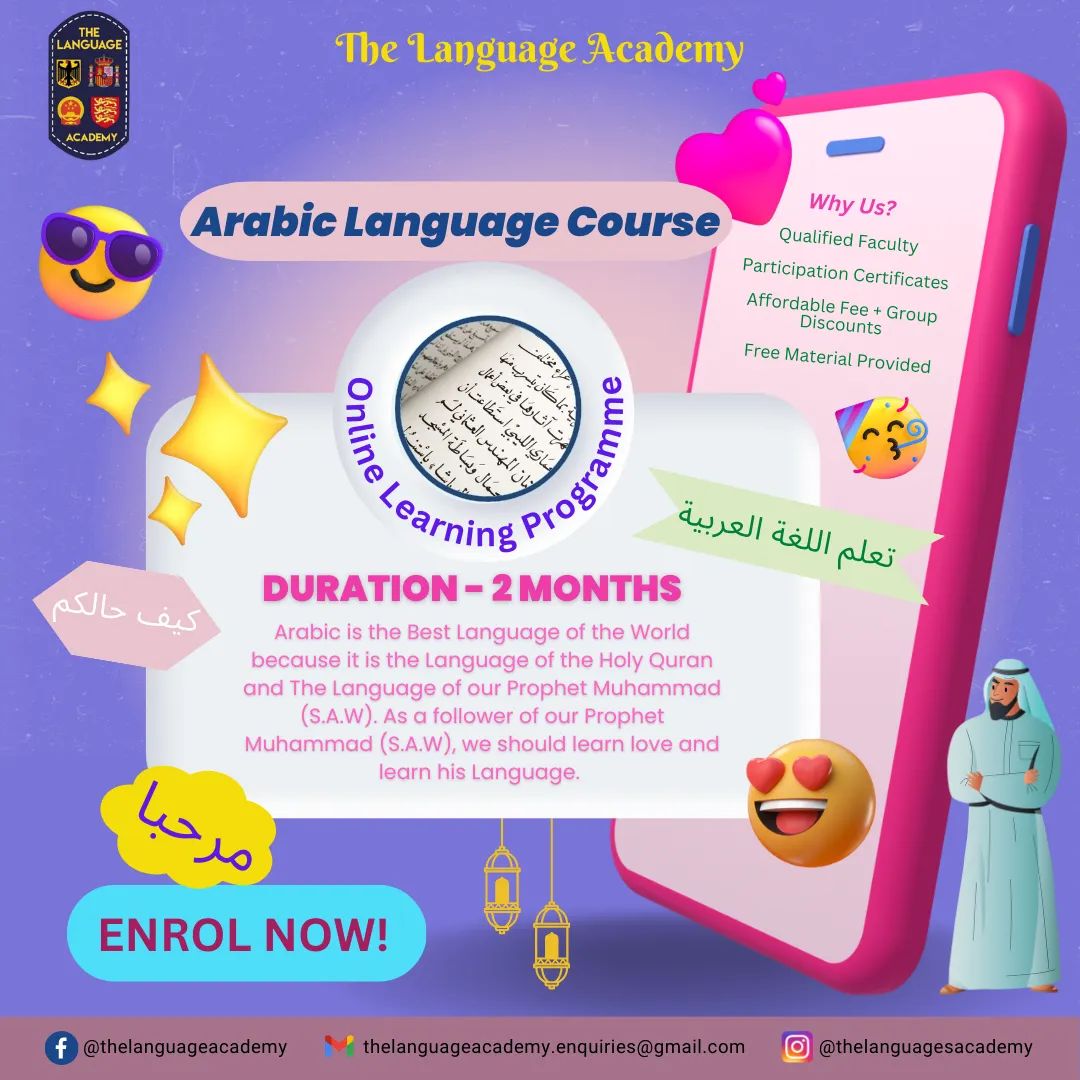 THE
LANGUAGE
ACADEMY
The Language Academy
Arabic Language Course
Why Us?
Qualified Faculty
Participation Certificates
Affordable Fee + Group
Discounts
Free Material Provided
Online Learning Programme
تعلم اللغة العربية
كيف حالكم
DURATION - 2 MONTHS
Arabic is the Best Language of the World
because it is the Language of the Holy Quran
and The Language of our Prophet Muhammad
(S.A.W). As a follower of our Prophet
Muhammad (S.A.W), we should learn love and
learn his Language.
مرحبا
ENROL NOW!
@thelanguageacademy
thelanguageacademy.enquiries@gmail.com
@thelanguagesacademy